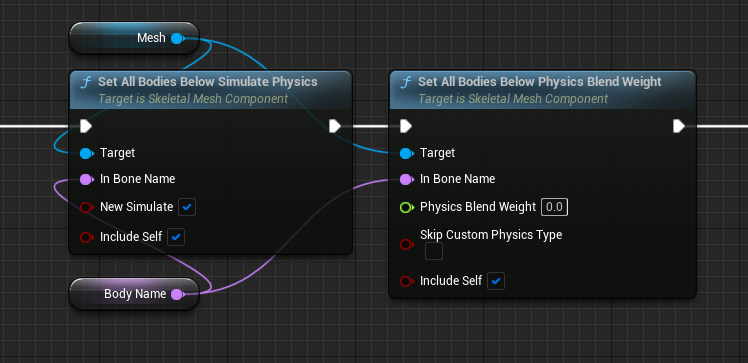 Mesh
f Set All Bodies Below Simulate Physics
Target is Skeletal Mesh Component
Target
In Bone Name
New Simulate
Include Self
Body Name
f Set All Bodies Below Physics Blend Weight
Target is Skeletal Mesh Component
Target
In Bone Name
Physics Blend Weight 0.0
Skip Custom Physics Type
Include Self